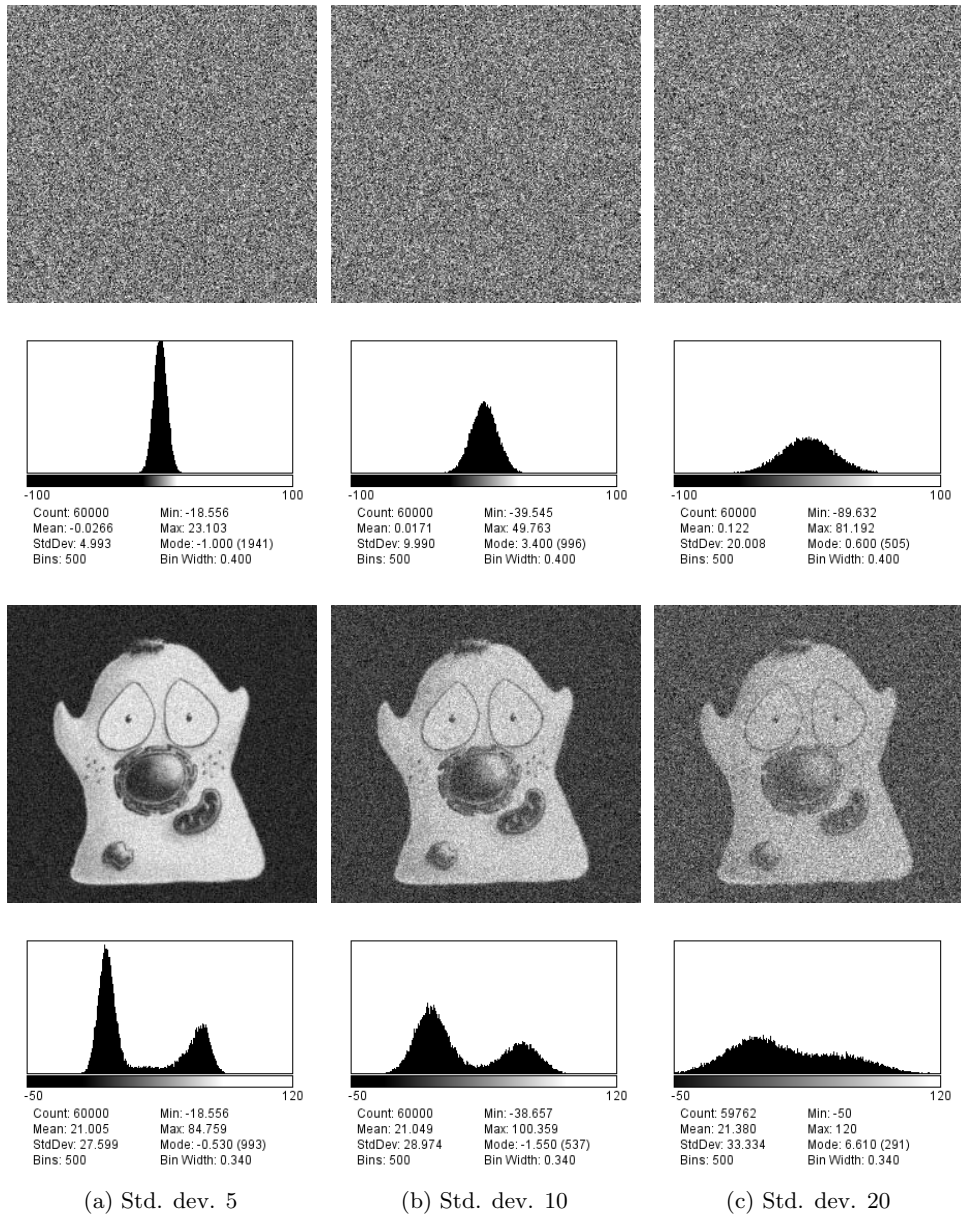 -100 100
Count: 60000 Min: -18.556
Mean: -0.0266 Max: 23.103
StdDev: 4.993 Mode: -1.000 (1941)
Bins: 500 Bin Width: 0.400
-100 100
Count: 60000 Min: -39.545
Mean: 0.0171 Max: 49.763
StdDev: 9.990 Mode: 3.400 (996)
Bins: 500 Bin Width: 0.400
-100 100
Count: 60000 Min: -89.632
Mean: 0.122 Max: 81.192
StdDev: 20.008 Mode: 0.600 (505)
Bins: 500 Bin Width: 0.400
-50 120
Count: 60000 Min: -18.556
Mean: 21.005 Max: 84.759
StdDev: 27.599 Mode: -0.530 (993)
Bins: 500 Bin Width: 0.340
-50 120
Count: 60000 Min: -38.657
Mean: 21.049 Max: 100.359
StdDev: 28.974 Mode: -1.550 (537)
Bins: 500 Bin Width: 0.340
-50 120
Count: 59762 Min: -50
Mean: 21.380 Max: 120
StdDev: 33.334 Mode: 6.610 (291)
Bins: 500 Bin Width: 0.340
(a) Std. dev. 5
(b) Std. dev. 10
(c) Std. dev. 20